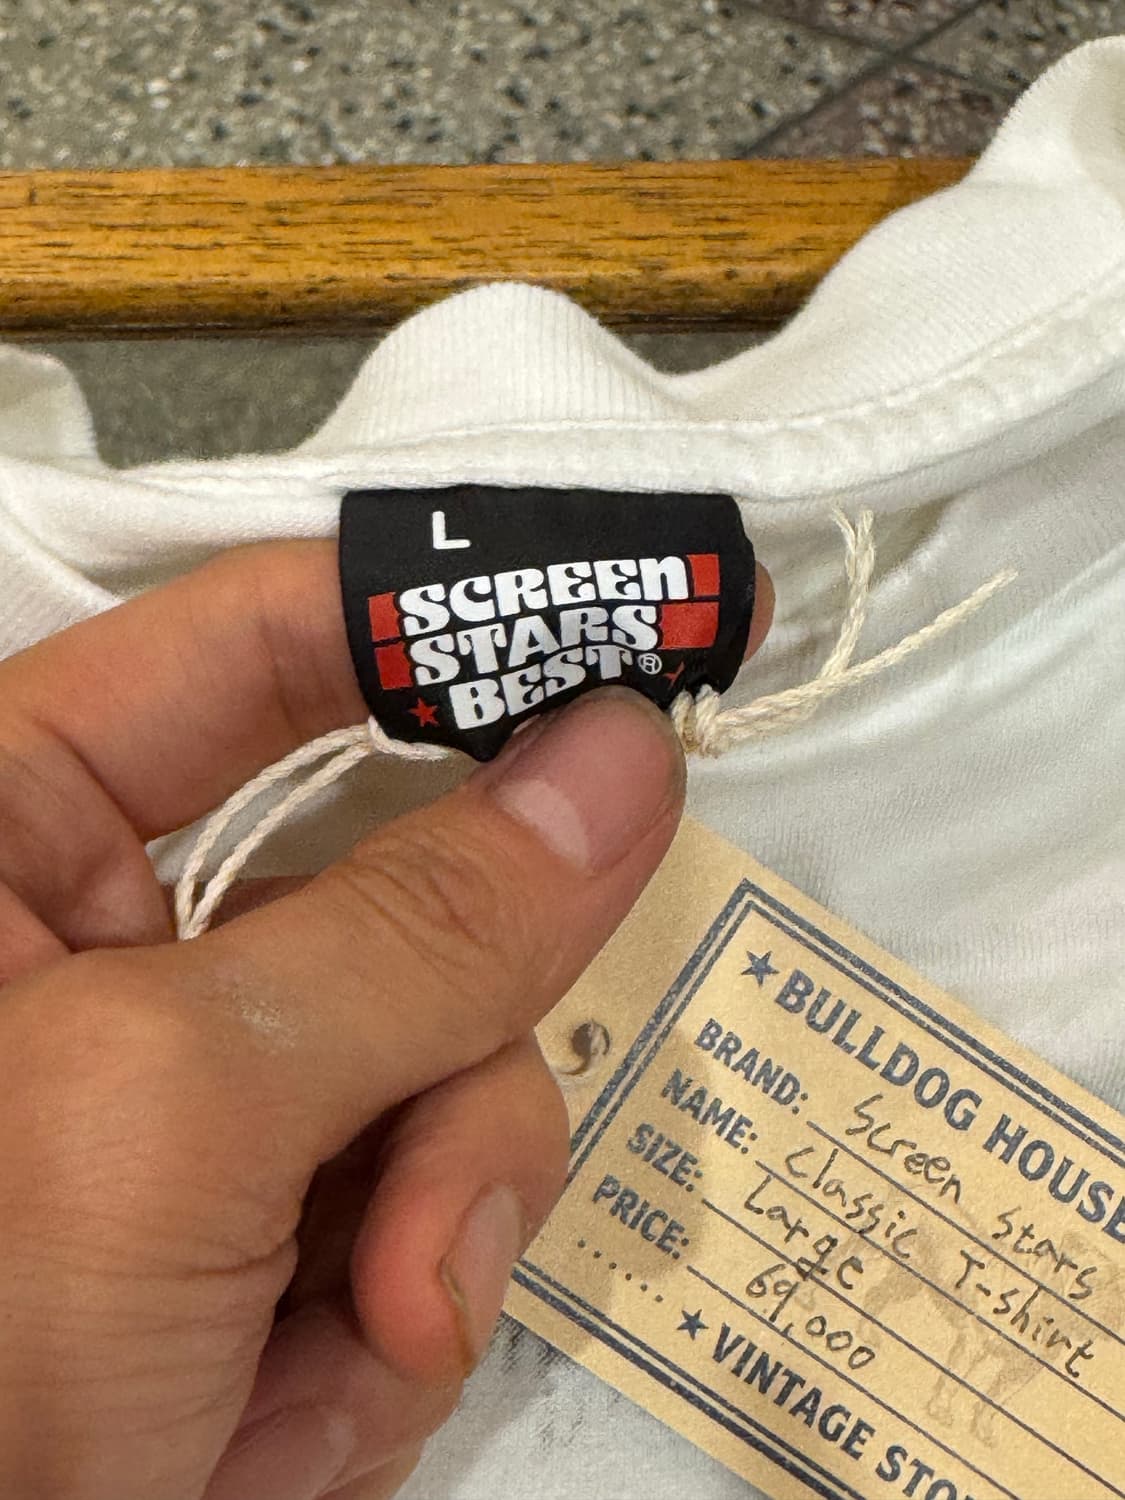 L
SCREEN
STARS
BEST®
★ BULLDOG HOUSE
BRAND: Screen Stars
NAME: Classic T-shirt
SIZE: Large
PRICE: 69,000
★ VINTAGE STO